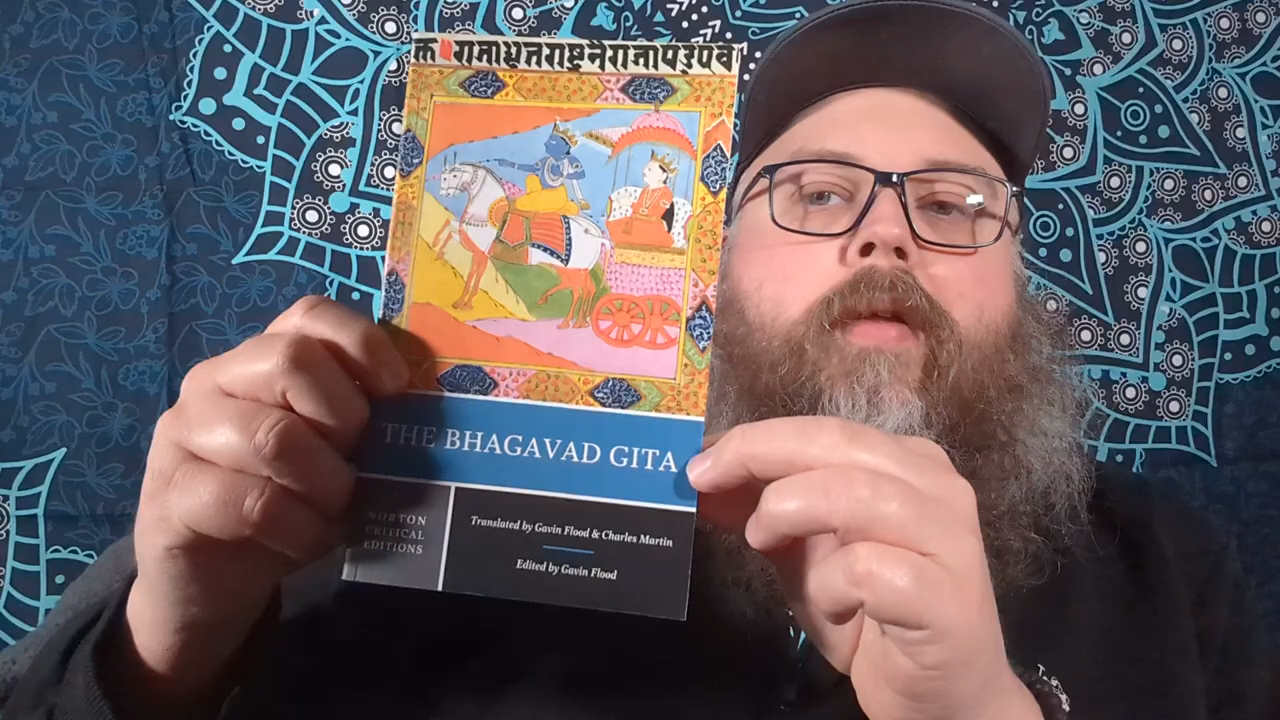 THE BHAGAVAD GITA
NORTON
CRITICAL
EDITIONS
Translated by Gavin Flood & Charles Martin
Edited by Gavin Flood